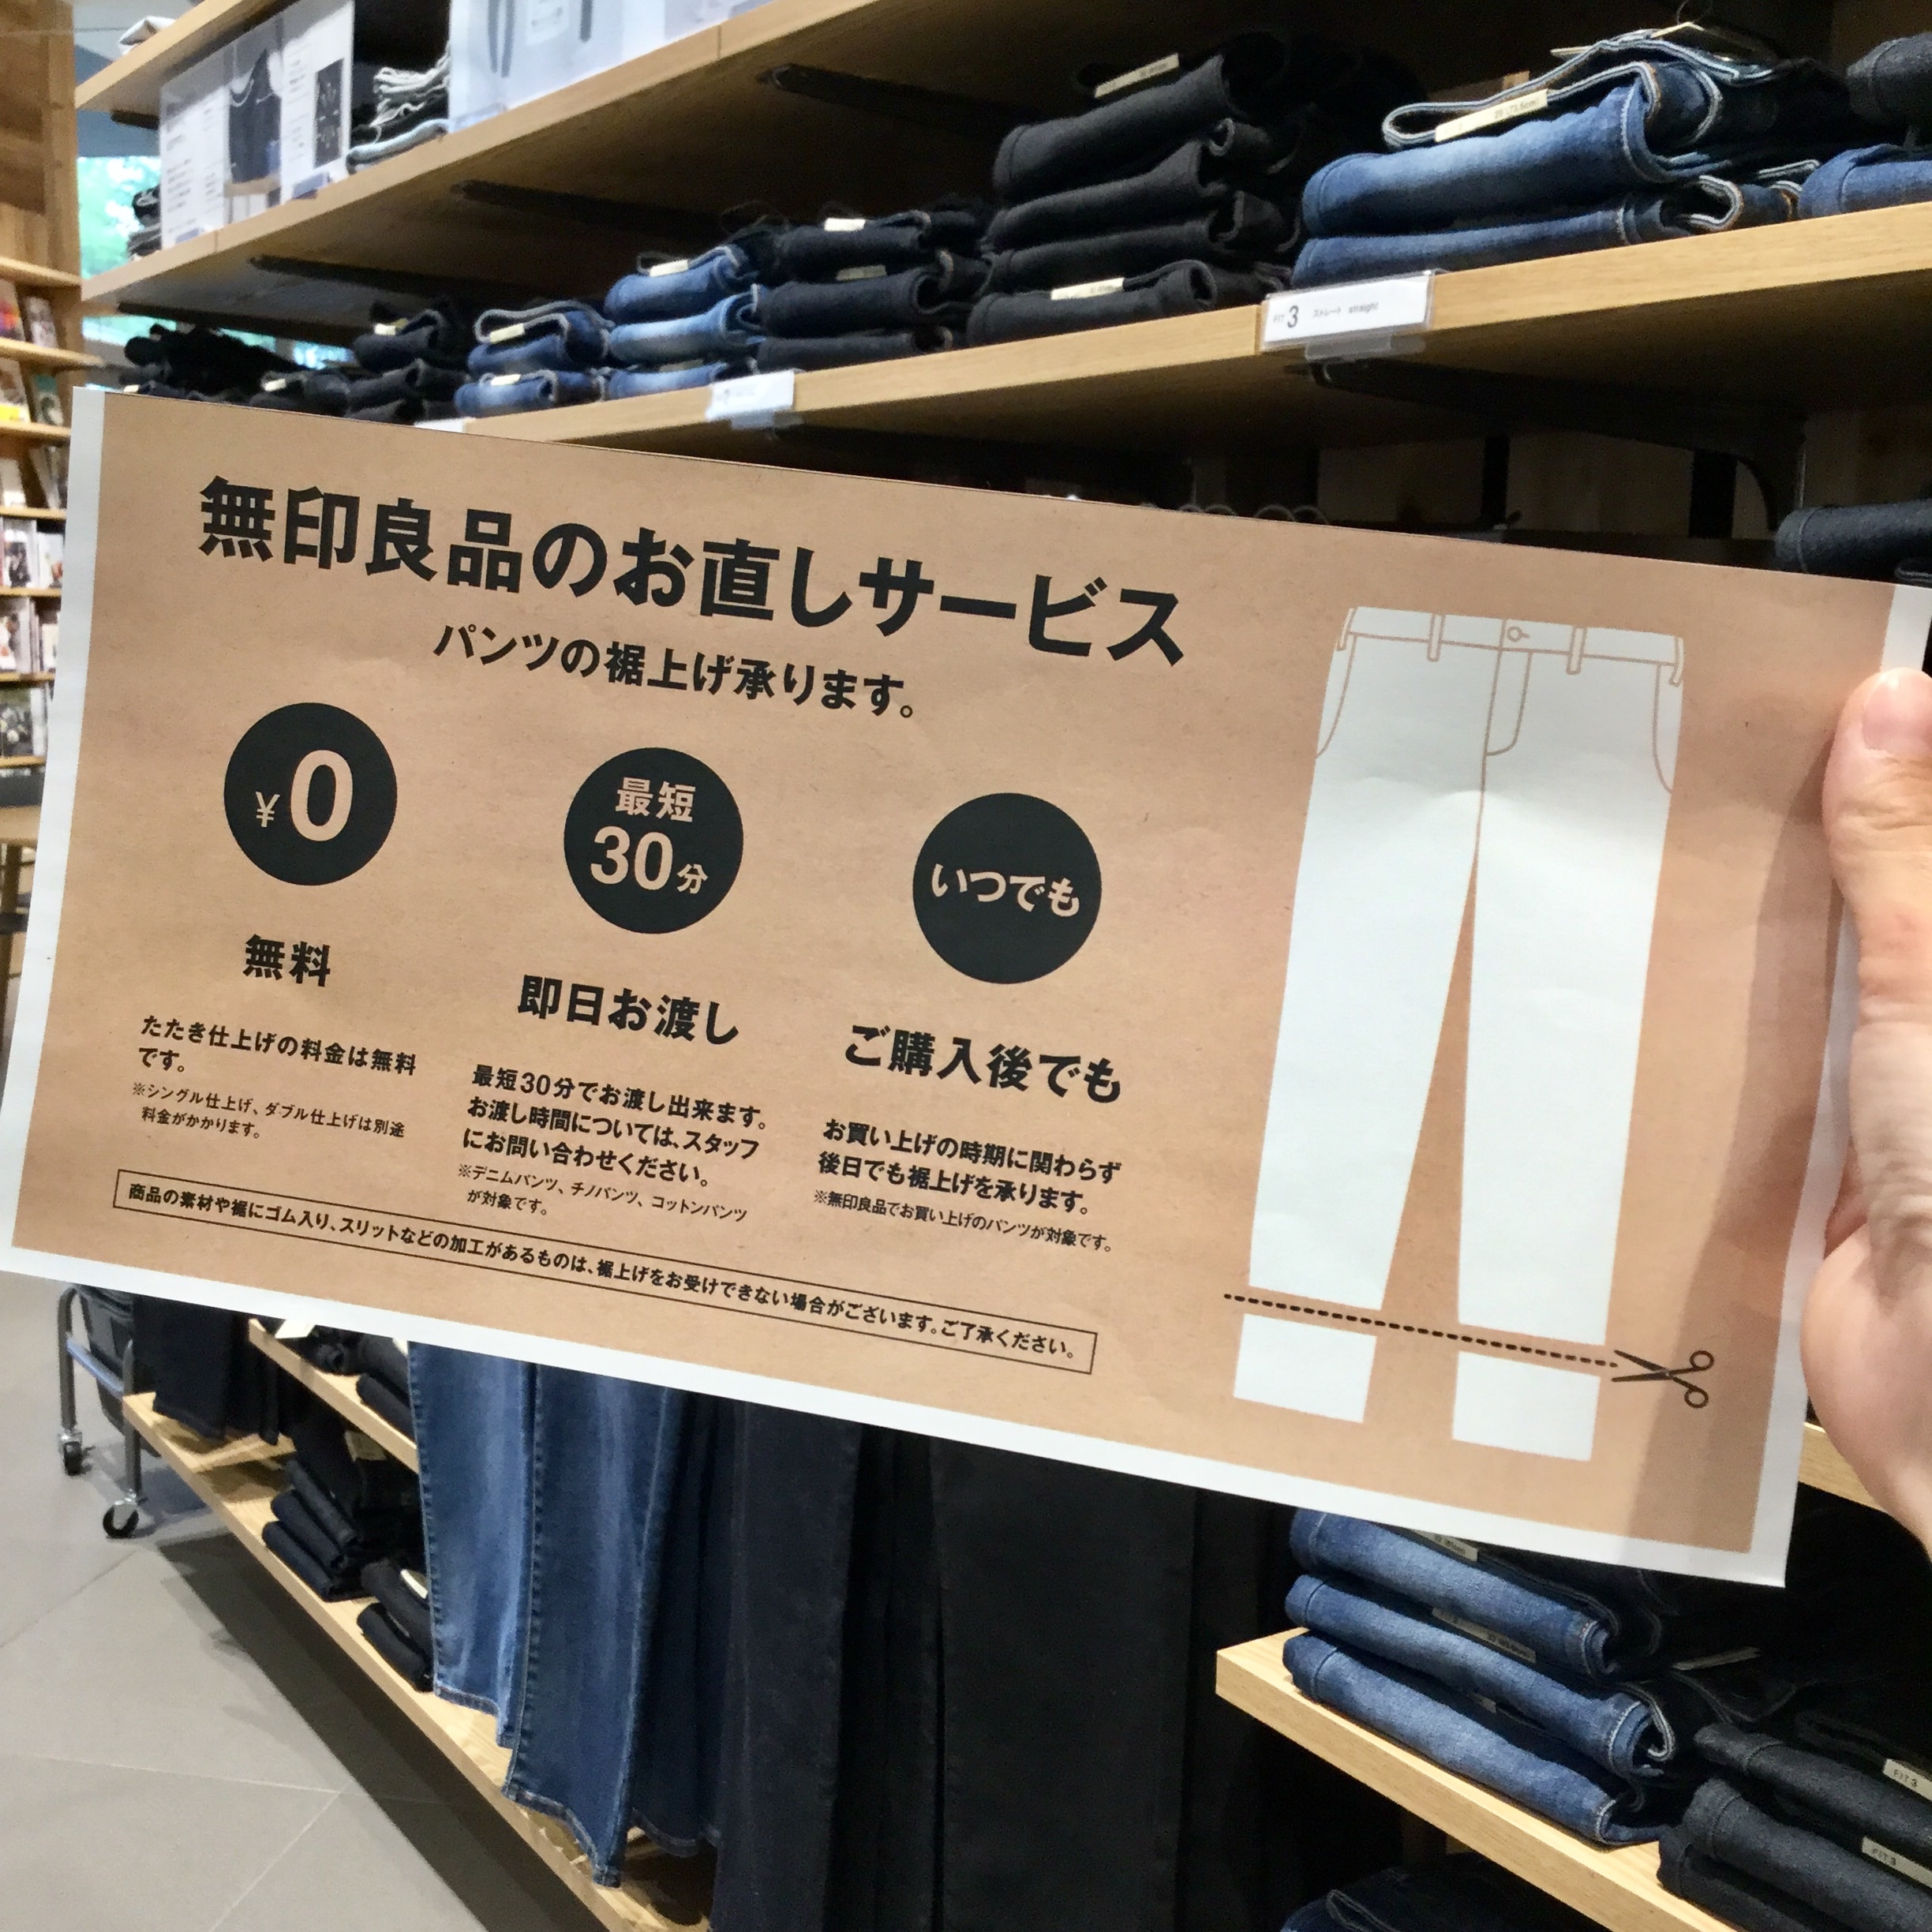 FIT 3 ストレート straight
無印良品のお直しサービス
パンツの裾上げ承ります。
¥0
無料
たたき仕上げの料金は無料
です。
※シングル仕上げ、ダブル仕上げは別途
料金がかかります。
最短
30分
即日お渡し
最短30分でお渡し出来ます。
お渡し時間については、スタッフ
にお問い合わせください。
※デニムパンツ、チノパンツ、コットンパンツ
が対象です。
いつでも
ご購入後でも
お買い上げの時期に関わらず
後日でも裾上げを承ります。
※無印良品でお買い上げのパンツが対象です。
商品の素材や裾にゴム入り、スリットなどの加工があるものは、裾上げをお受けできない場合がございます。ご了承ください。
FIT 3
FIT 3